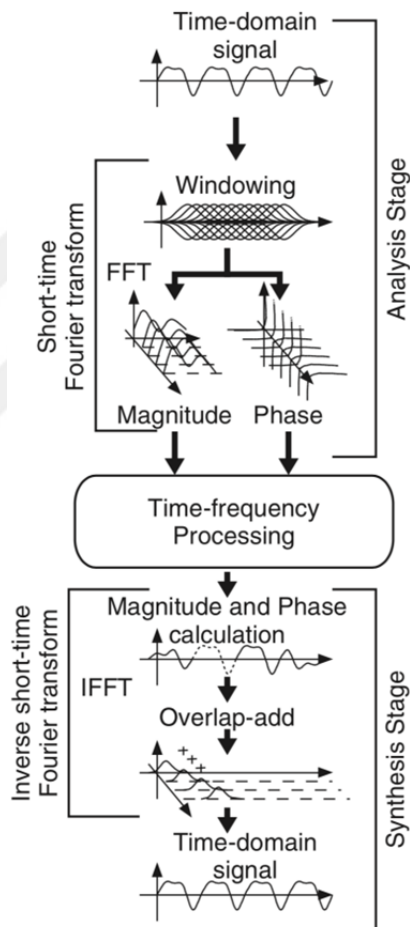 Time-domain
signal
Analysis Stage
Short-time
Fourier transform
Windowing
FFT
Magnitude
Phase
Time-frequency
Processing
Inverse short-time
Fourier transform
Synthesis Stage
Magnitude and Phase
calculation
IFFT
Overlap-add
+
+
+
Time-domain
signal